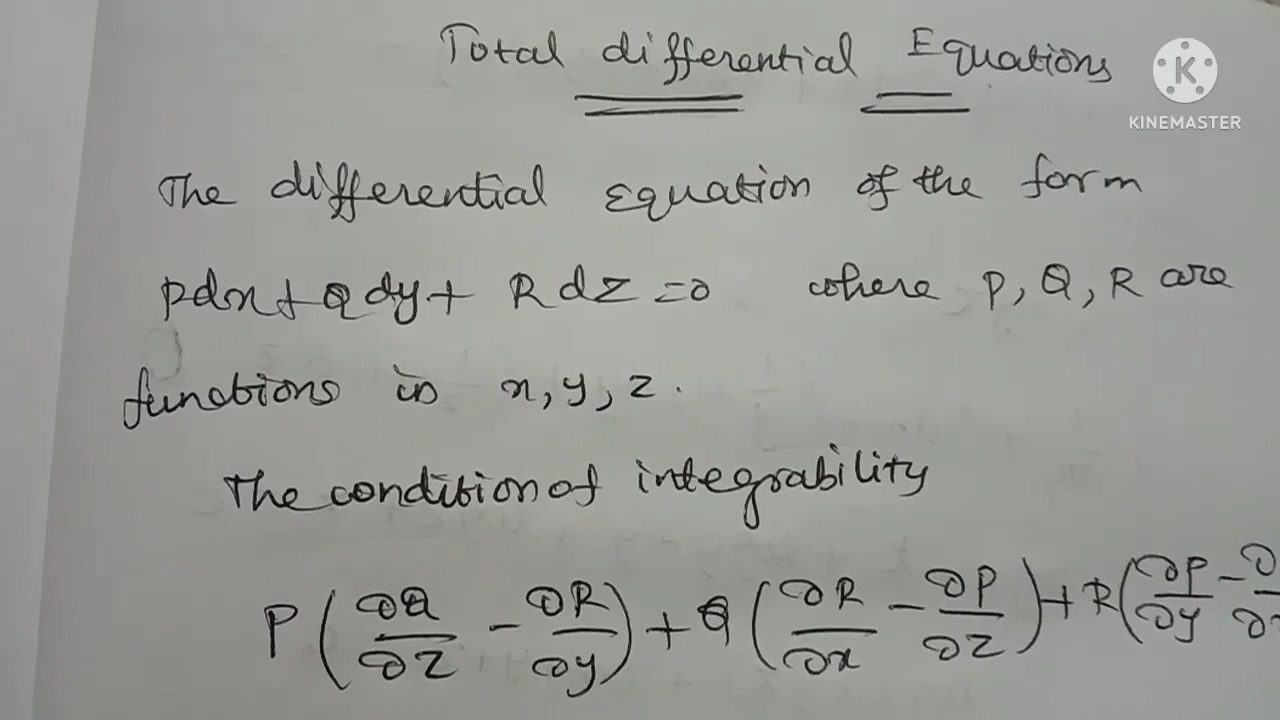 Total differential Equations
K
KINEMASTER
The differential Equation of the form
Pdx+Qdy+Rdz=0 where P, Q, R are
functions in x, y, z.
The condition of integrability
P(∂Q/∂z - ∂R/∂y) + Q(∂R/∂x - ∂P/∂z) + R(∂P/∂y - ∂